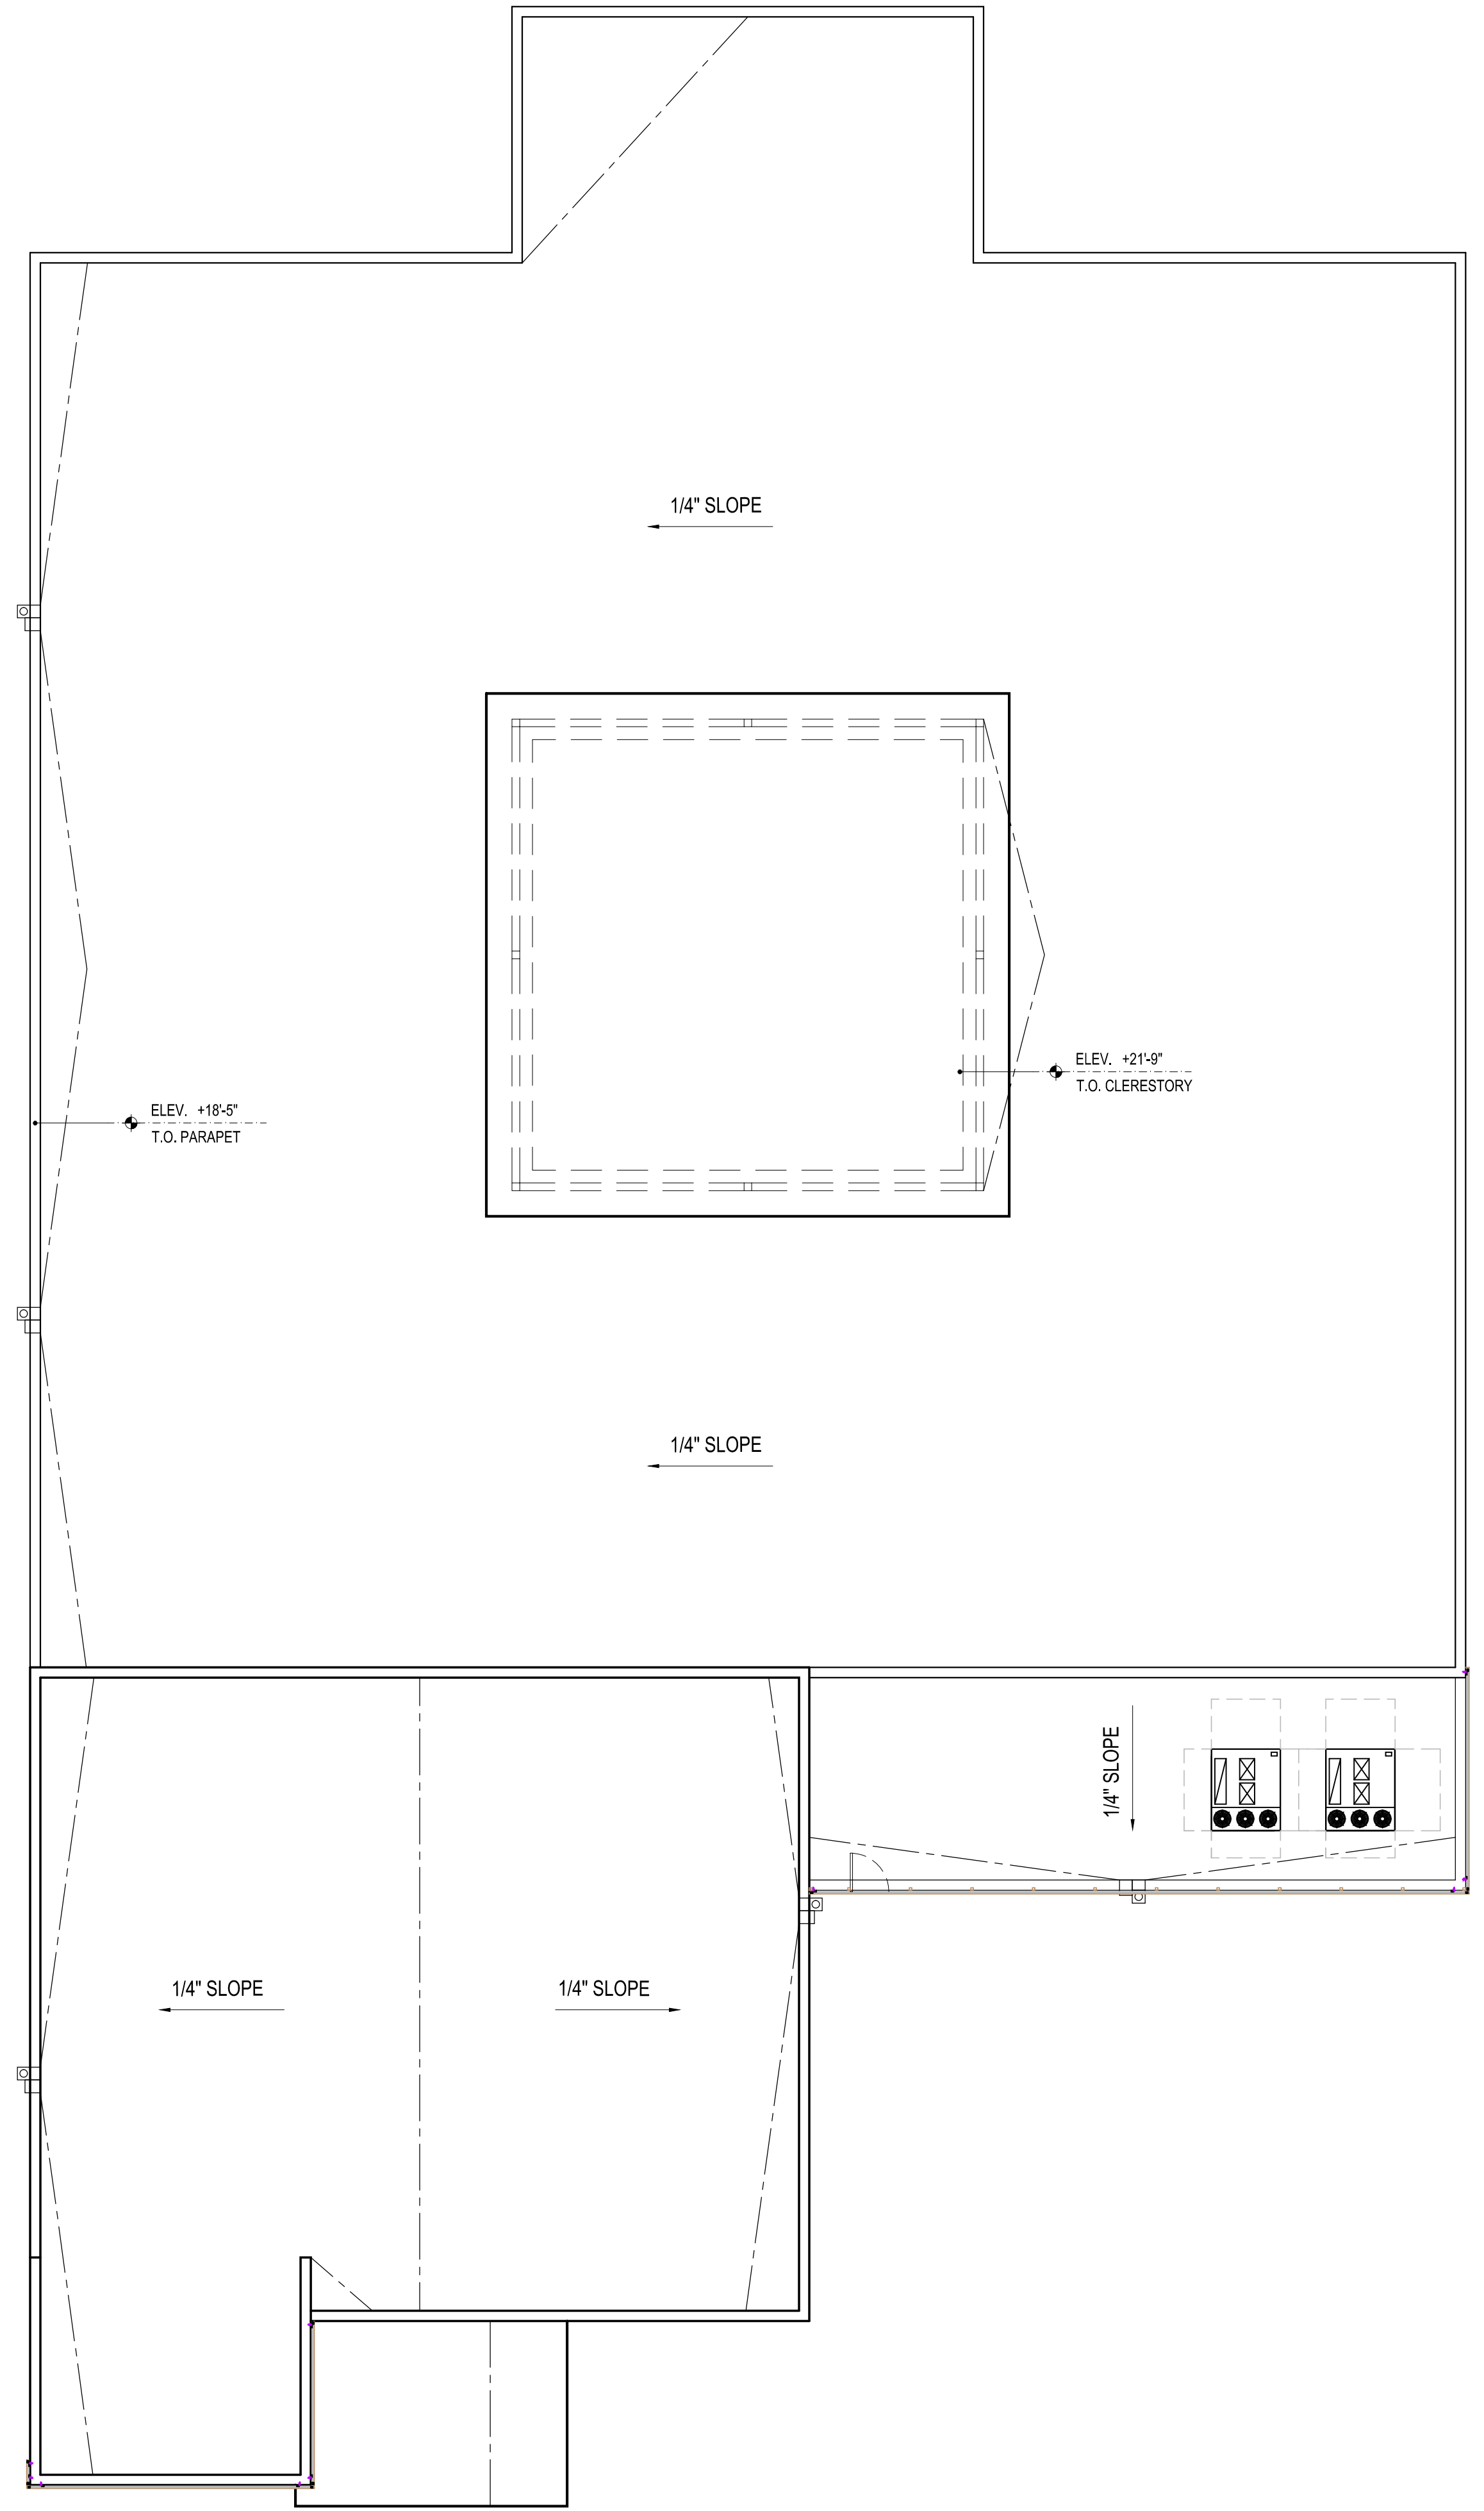 1/4" SLOPE
ELEV. +21'-9"
T.O. CLERESTORY
ELEV. +18'-5"
T.O. PARAPET
1/4" SLOPE
1/4" SLOPE
1/4" SLOPE
1/4" SLOPE